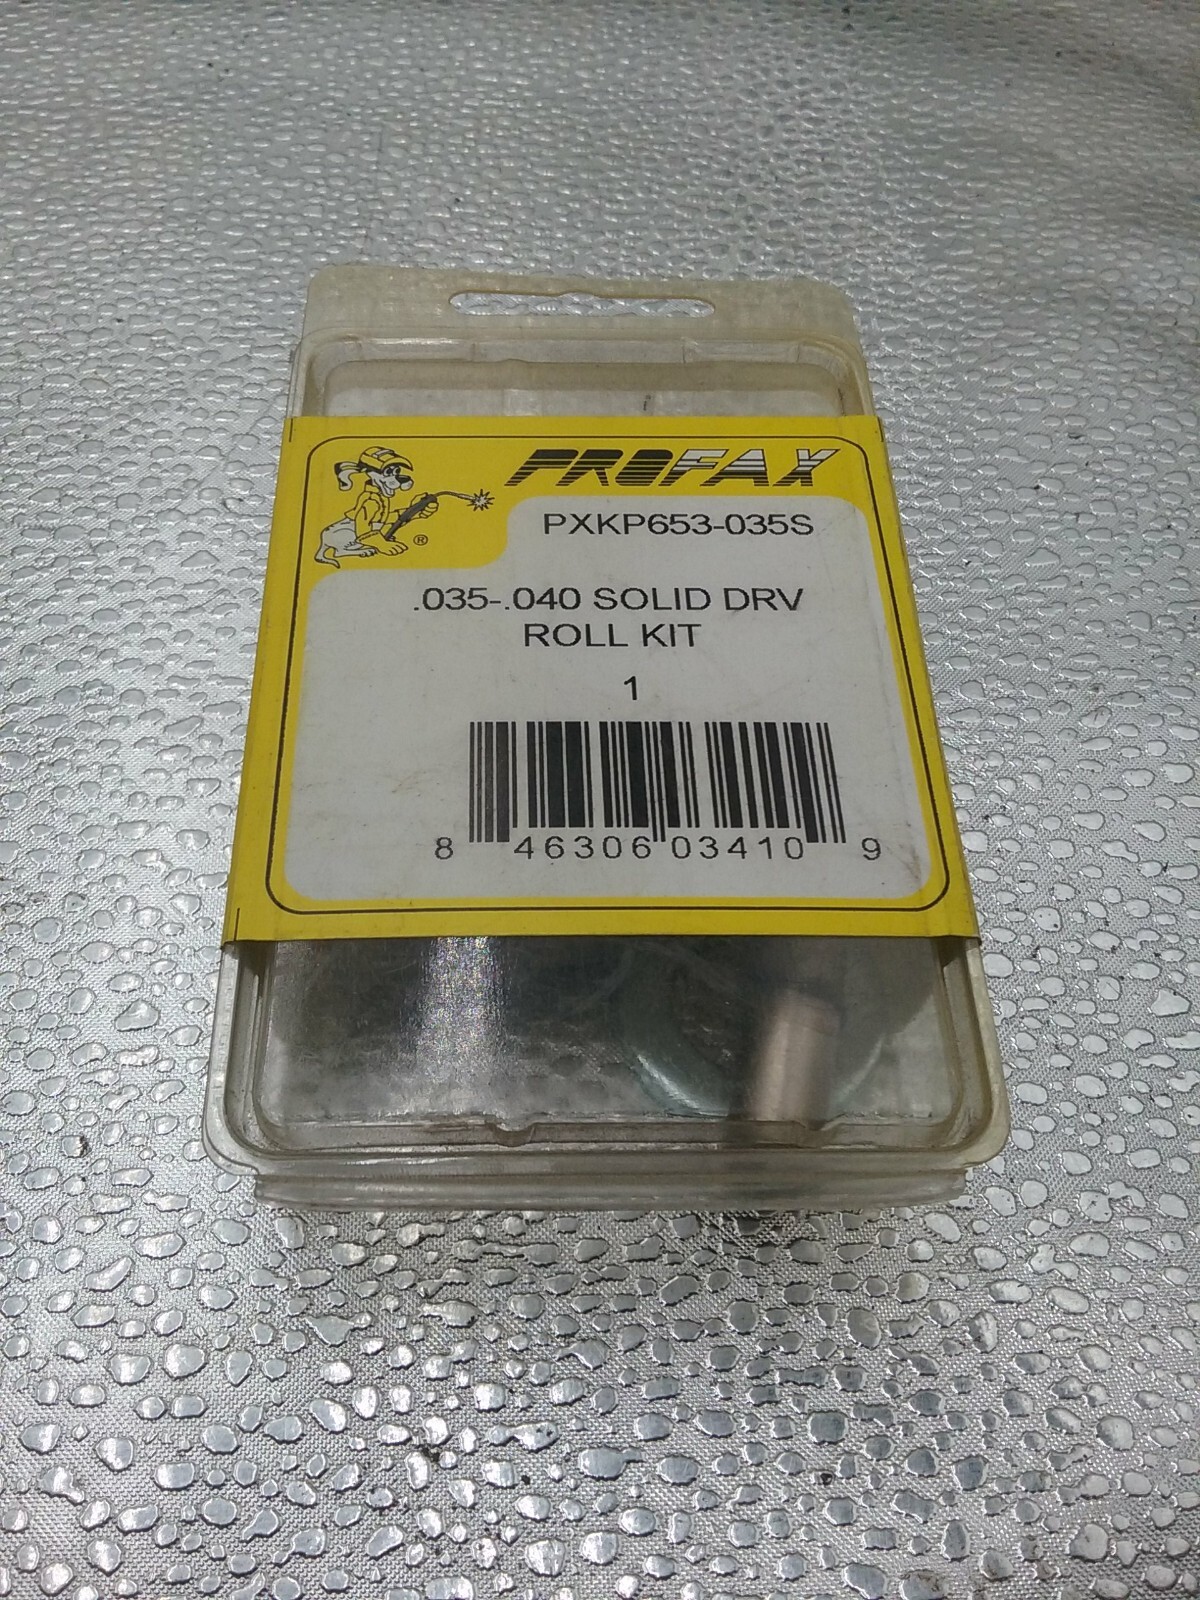 PROFAX
®
PXKP653-035S
.035-.040 SOLID DRV
ROLL KIT
1
8 46306 03410 9